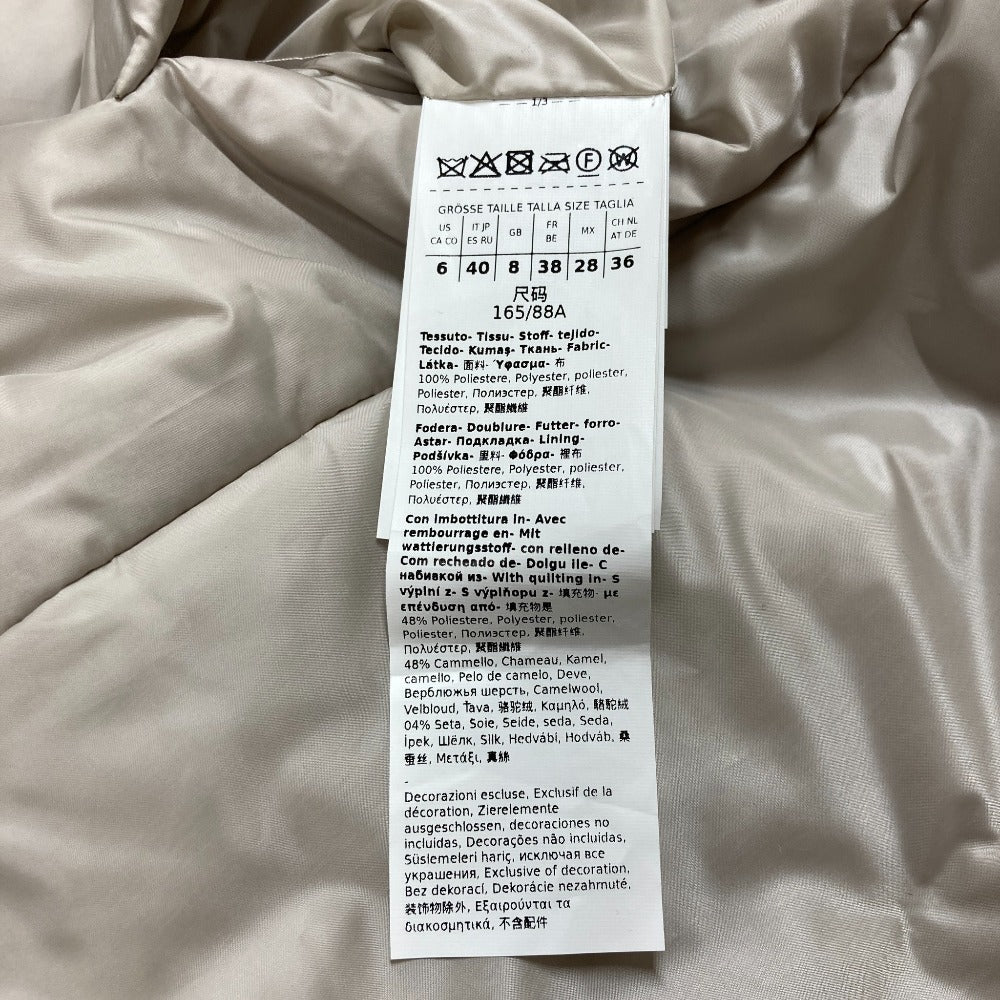 1/3
F W
GRÖSSE TAILLE TALLA SIZE TAGLIA
US CA CO IT JP ES RU GB FR BE MX CH NL AT DE
6 40 8 38 28 36
尺码
165/88A
Tessuto- Tissu- Stoff- tejido-
Tecido- Kumaş- Ткань- Fabric-
Látka- 面料- Ύφασμα- 布
100% Poliestere, Polyester, poliester,
Poliester, Полиэстер, 聚酯纤维,
Πολυέστερ, 聚酯纖維
Fodera- Doublure- Futter- forro-
Astar- Подкладка- Lining-
Podšívka- 里料- Φόδρα- 裡布
100% Poliestere, Polyester, poliester,
Poliester, Полиэстер, 聚酯纤维,
Πολυέστερ, 聚酯纖維
Con Imbottitura in- Avec
rembourrage en- Mit
wattierungsstoff- con relleno de-
Com recheado de- Dolgu ile- С
набивкой из- With quilting in- S
výplní z- S výplňopu z- 填充物- με
επένδυση από- 填充物是
48% Poliestere, Polyester, poliester,
Poliester, Полиэстер, 聚酯纤维,
Πολυέστερ, 聚酯纖維
48% Cammello, Chameau, Kamel,
camello, Pelo de camelo, Deve,
Верблюжья шерсть, Camelwool,
Velbloud, Ťava, 骆驼绒, Καμηλό, 駱駝絨
04% Seta, Soie, Seide, seda, Seda,
İpek, Шёлк, Silk, Hedvábí, Hodváb, 桑
蚕丝, Μετάξι, 真絲
-
Decorazioni escluse, Exclusif de la
décoration, Zierelemente
ausgeschlossen, decoraciones no
incluidas, Decorações não incluidas,
Süslemeleri hariç, исключая все
украшения, Exclusive of decoration,
Bez dekorací, Dekorácie nezahrnuté,
装饰物除外, Εξαιρούνται τα
διακοσμητικά, 不含配件